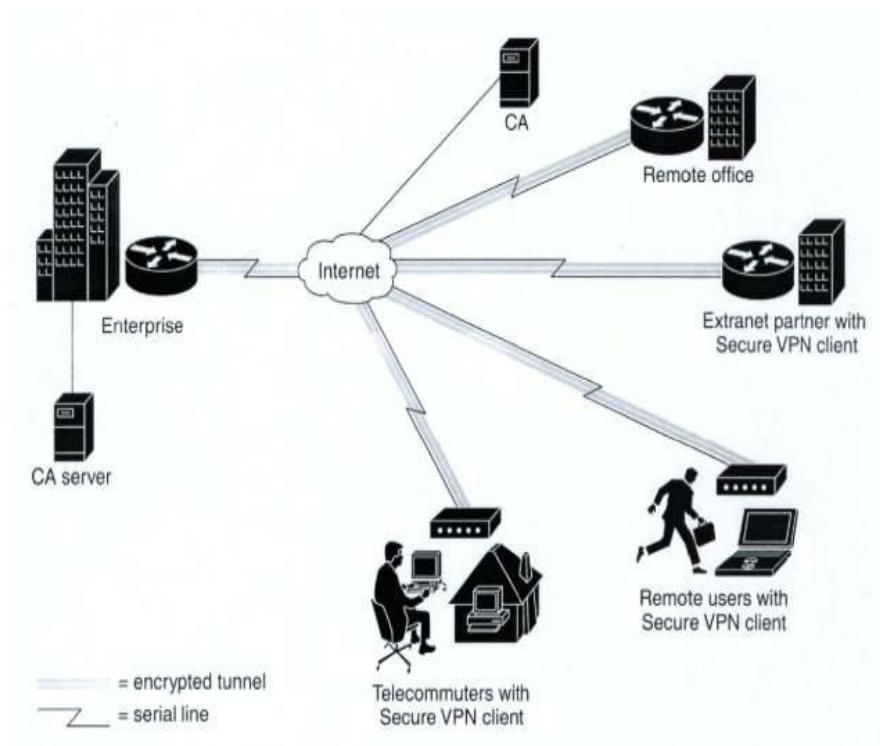 CA
Remote office
Internet
Enterprise
Extranet partner with
Secure VPN client
CA server
Remote users with
Secure VPN client
Telecommuters with
Secure VPN client
= encrypted tunnel
= serial line